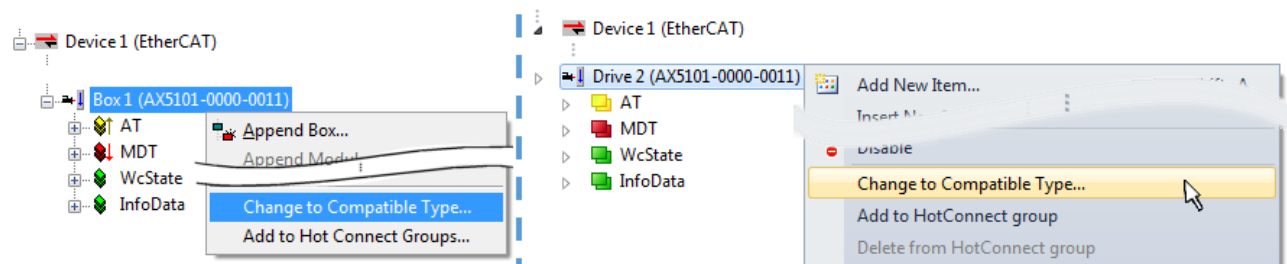 Device 1 (EtherCAT)
Box 1 (AX5101-0000-0011)
AT
MDT
WcState
InfoData
Append Box...
Append Modul
Change to Compatible Type...
Add to Hot Connect Groups...
Device 1 (EtherCAT)
Drive 2 (AX5101-0000-0011)
AT
MDT
WcState
InfoData
Add New Item...
Insert
Disable
Change to Compatible Type...
Add to HotConnect group
Delete from HotConnect group